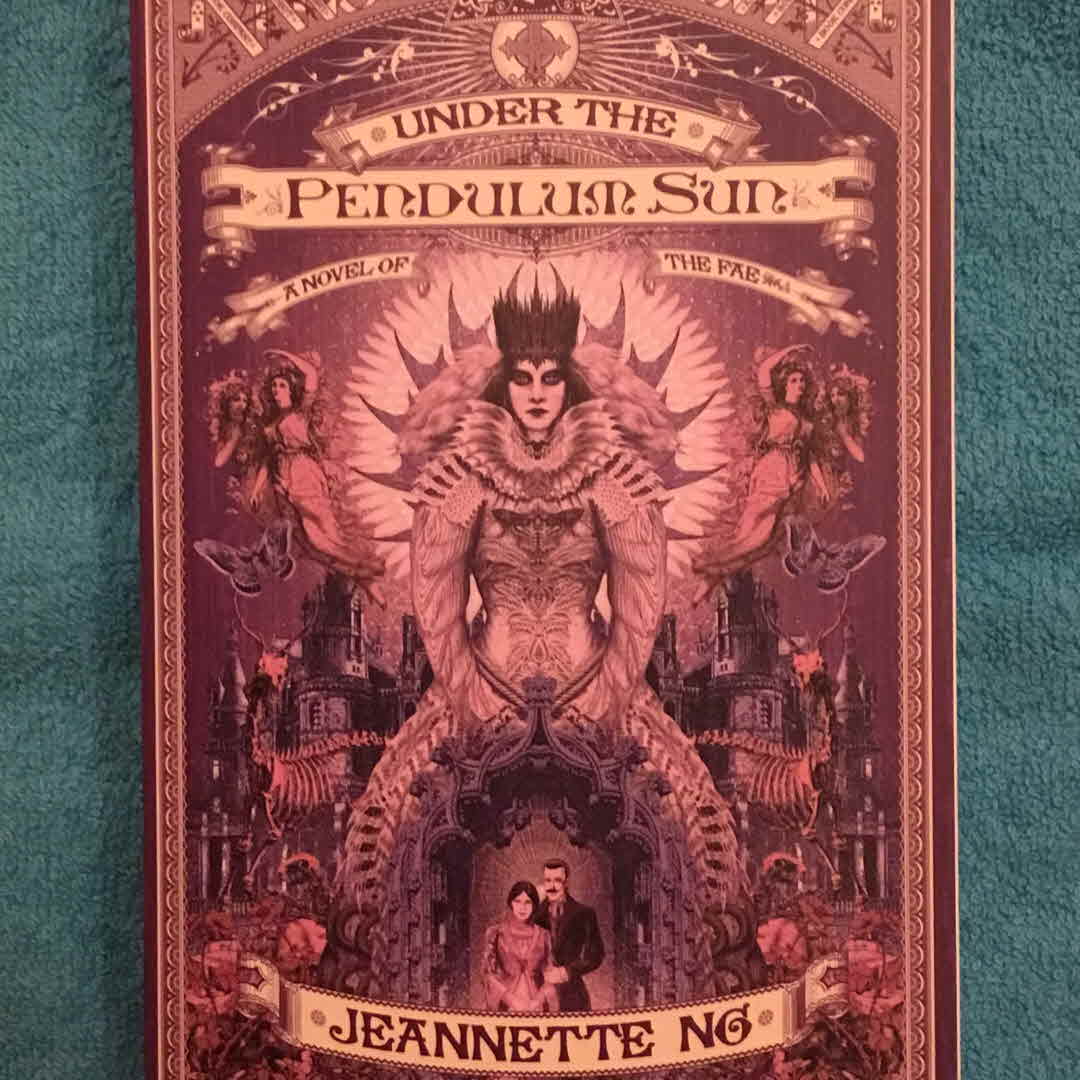 UNDER THE
PENDULUM SUN
A NOVEL OF THE FAE
JEANNETTE NG